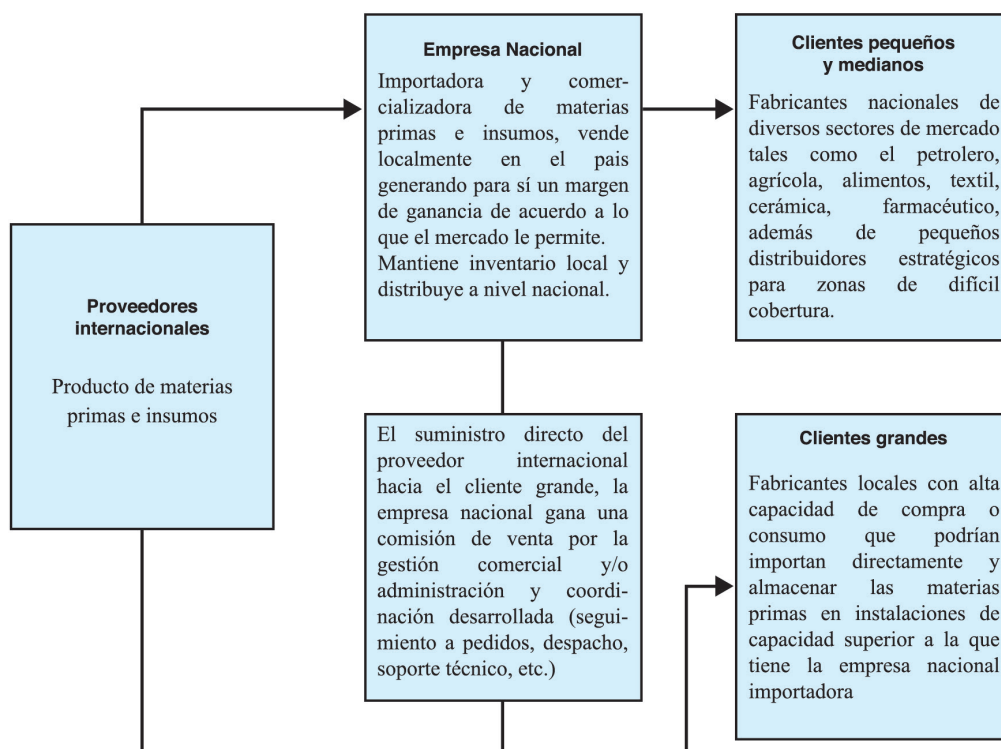 Proveedores
internacionales
Producto de materias
primas e insumos
Empresa Nacional
Importadora y comer-
cializadora de materias
primas e insumos, vende
localmente en el pais
generando para sí un margen
de ganancia de acuerdo a lo
que el mercado le permite.
Mantiene inventario local y
distribuye a nivel nacional.
El suministro directo del
proveedor internacional
hacia el cliente grande, la
empresa nacional gana una
comisión de venta por la
gestión comercial y/o
administración y coordi-
nación desarrollada (segui-
miento a pedidos, despacho,
soporte técnico, etc.)
Clientes pequeños
y medianos
Fabricantes nacionales de
diversos sectores de mercado
tales como el petrolero,
agrícola, alimentos, textil,
cerámica, farmacéutico,
además de pequeños
distribuidores estratégicos
para zonas de difícil
cobertura.
Clientes grandes
Fabricantes locales con alta
capacidad de compra o
consumo que podrían
importan directamente y
almacenar las materias
primas en instalaciones de
capacidad superior a la que
tiene la empresa nacional
importadora